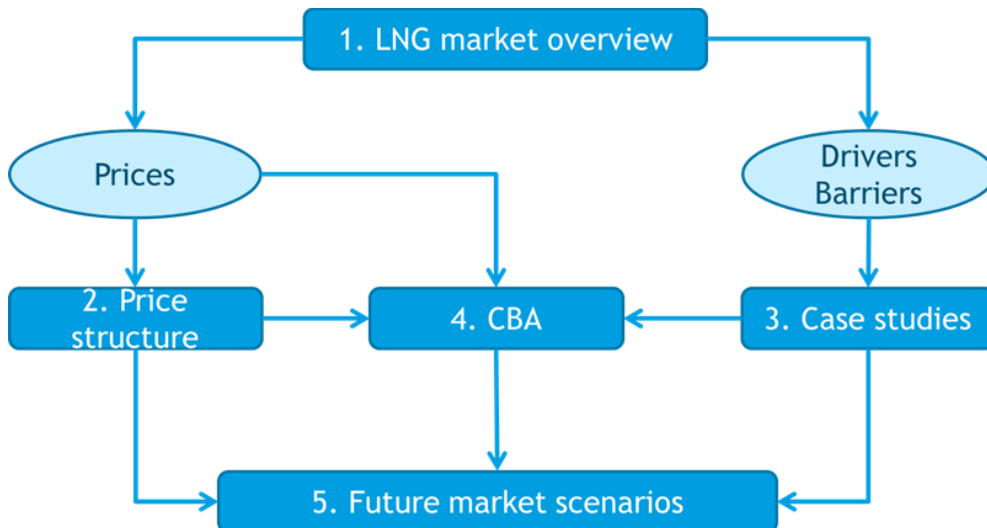 1. LNG market overview
Prices
Drivers
Barriers
2. Price
structure
4. CBA
3. Case studies
5. Future market scenarios